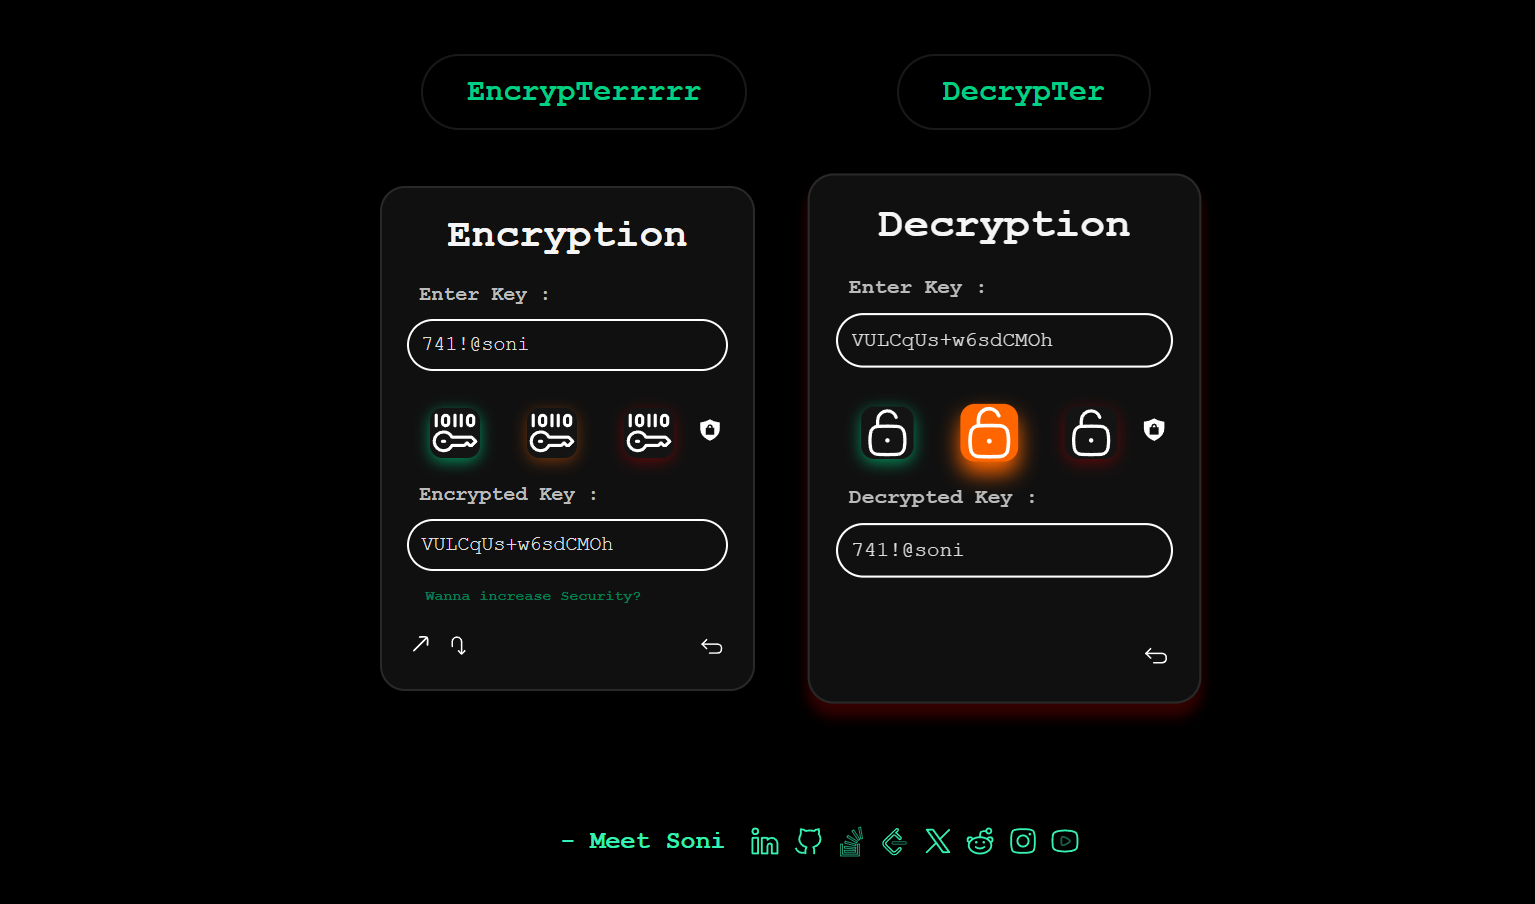 EncrypTerrrrr
DecrypTer
Encryption
Enter Key :
741!@soni
10110
10110
10110
Encrypted Key :
VULCqUs+w6sdCMOh
Wanna increase Security?
Decryption
Enter Key :
VULCqUs+w6sdCMOh
Decrypted Key :
741!@soni
- Meet Soni in